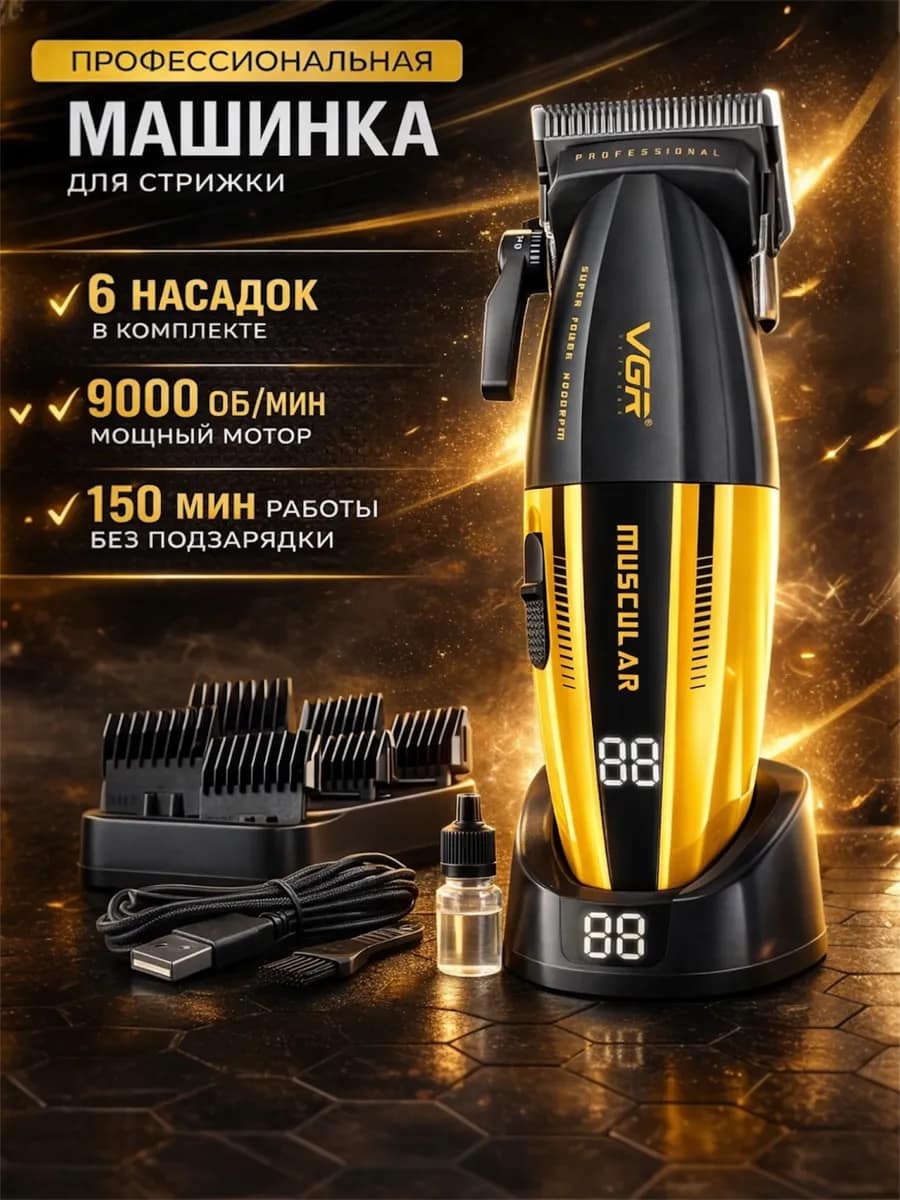 ПРОФЕССИОНАЛЬНАЯ
МАШИНКА
ДЛЯ СТРИЖКИ
6 НАСАДОК
В КОМПЛЕКТЕ
9000 ОБ/МИН
МОЩНЫЙ МОТОР
150 МИН РАБОТЫ
БЕЗ ПОДЗАРЯДКИ
PROFESSIONAL
VGR®
MUSCULAR
88
88